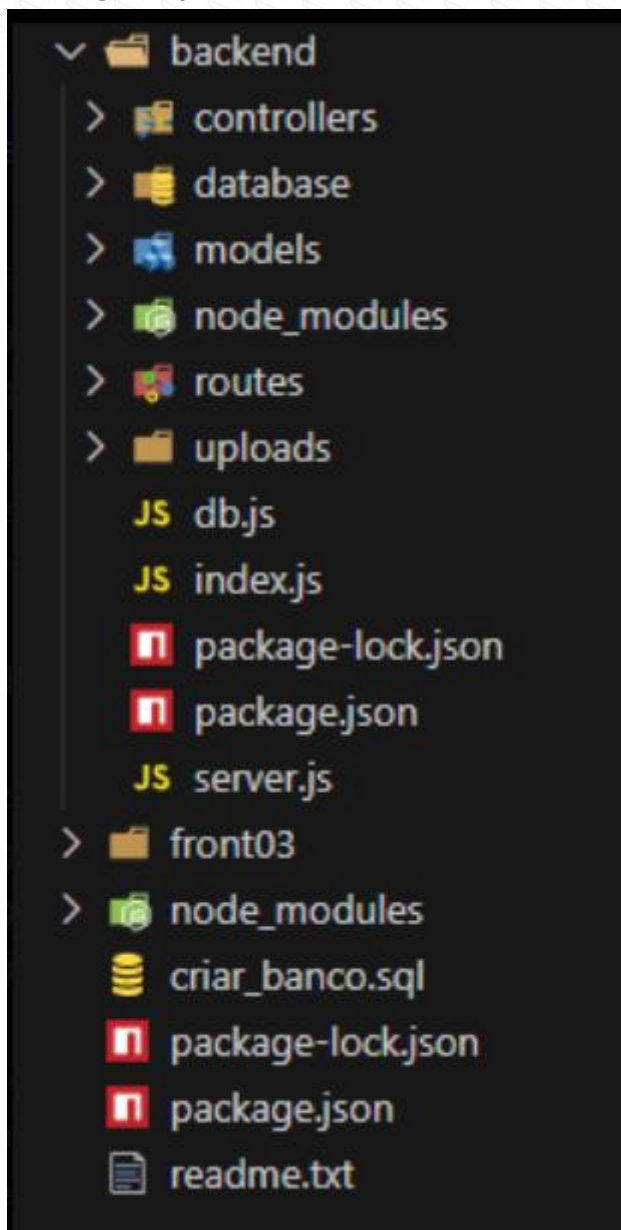 backend
controllers
database
models
node_modules
routes
uploads
JS db.js
JS index.js
package-lock.json
package.json
JS server.js
front03
node_modules
criar_banco.sql
package-lock.json
package.json
readme.txt